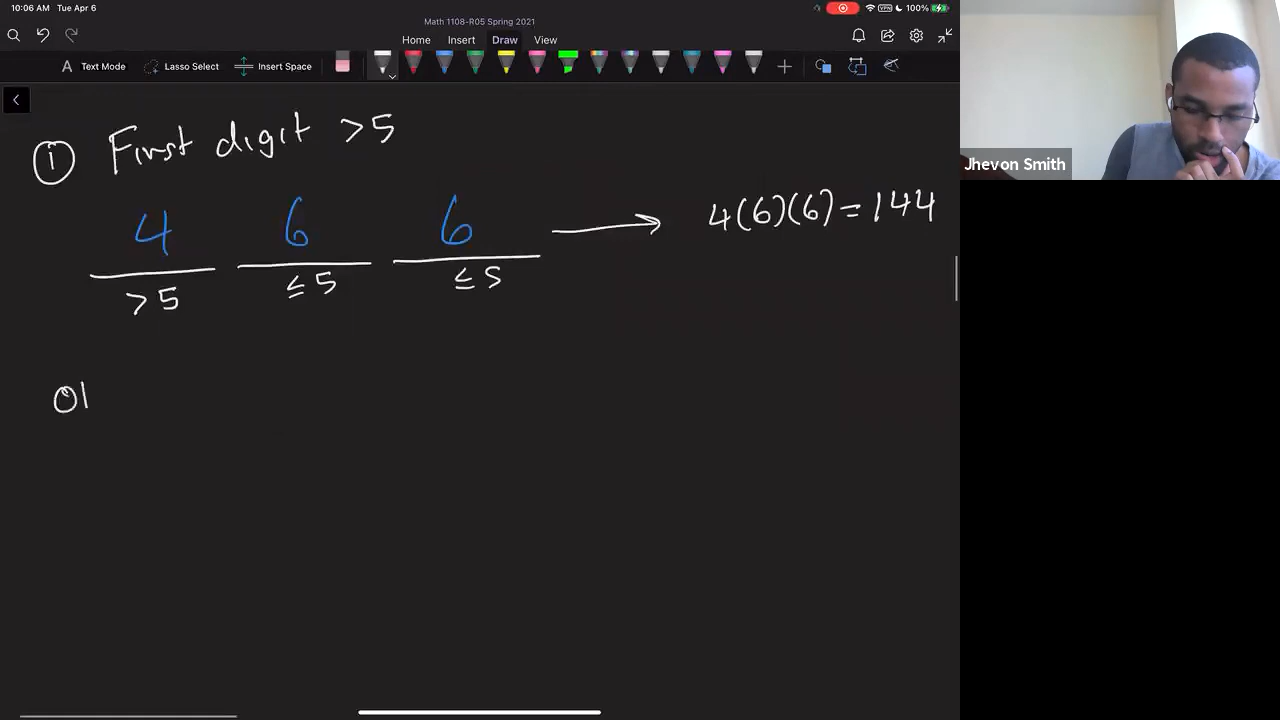 10:06 AM Tue Apr 6
100%
VPN
Math 1108-R05 Spring 2021
Home Insert Draw View
Text Mode Lasso Select Insert Space
① First digit >5
4 6 6 → 4(6)(6)=144
>5 ≤5 ≤5
Jhevon Smith